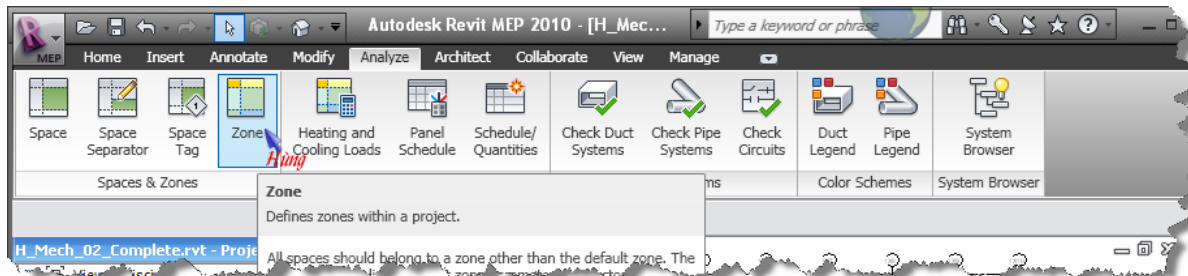 Autodesk Revit MEP 2010 - [H_Mec... Type a keyword or phrase
MEP Home Insert Annotate Modify Analyze Architect Collaborate View Manage
Space Space Separator Space Tag Zone Heating and Cooling Loads Panel Schedule Schedule/ Quantities Check Duct Systems Check Pipe Systems Check Circuits Duct Legend Pipe Legend System Browser
Hùng
Spaces & Zones Color Schemes System Browser
Zone
Defines zones within a project.
H_Mech_02_Complete.rvt - Proje
All spaces should belong to a zone other than the default zone. The